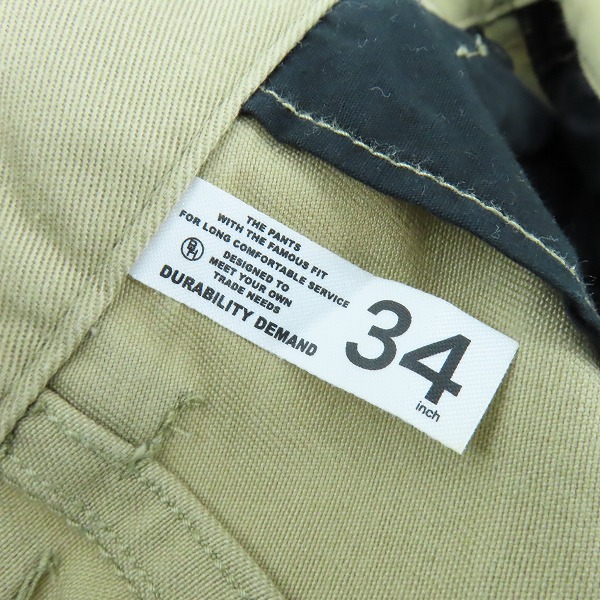 THE PANTS
WITH THE FAMOUS FIT
FOR LONG COMFORTABLE SERVICE
DESIGNED TO
MEET YOUR OWN
TRADE NEEDS
DURABILITY DEMAND
34
inch